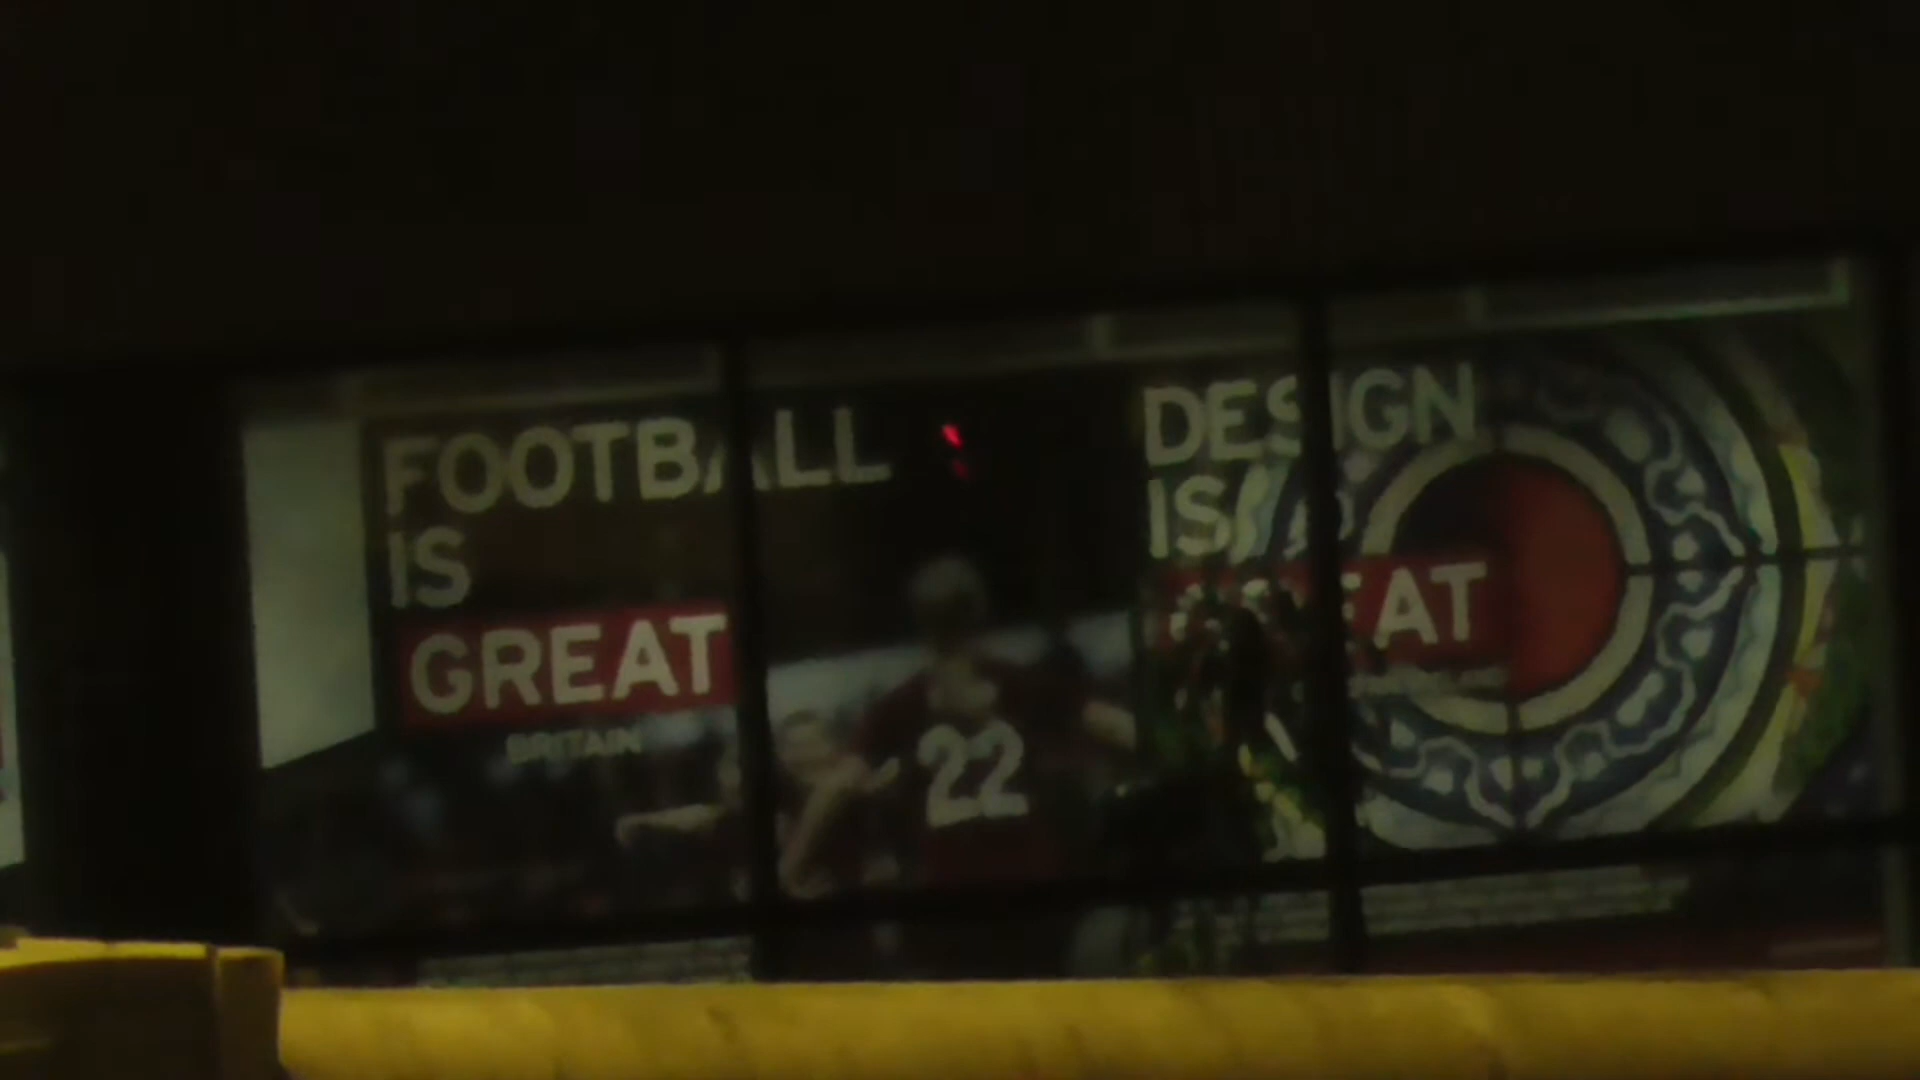 FOOTBALL
IS
GREAT
BRITAIN
22
DESIGN
IS
GREAT